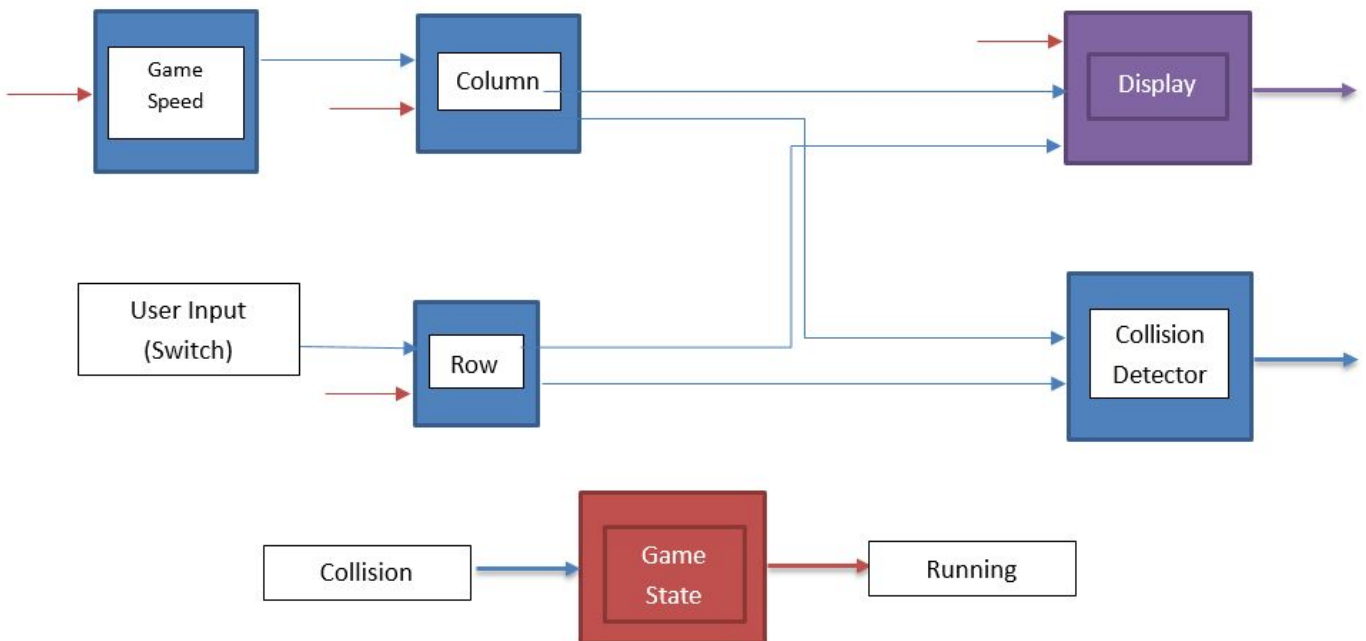 Game
Speed
Column
Display
User Input
(Switch)
Row
Collision
Detector
Collision
Game
State
Running